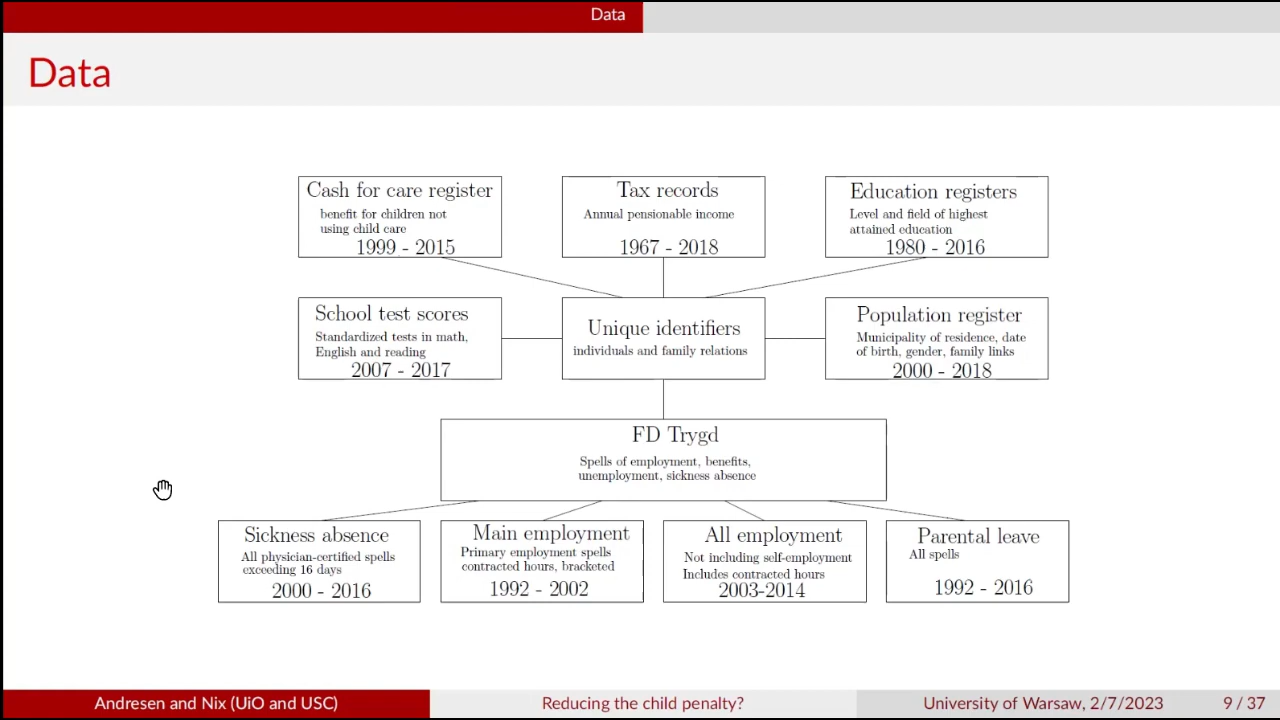 Data
Data
Cash for care register
benefit for children not
using child care
1999 - 2015
Tax records
Annual pensionable income
1967 - 2018
Education registers
Level and field of highest
attained education
1980 - 2016
School test scores
Standardized tests in math,
English and reading
2007 - 2017
Unique identifiers
individuals and family relations
Population register
Municipality of residence, date
of birth, gender, family links
2000 - 2018
FD Trygd
Spells of employment, benefits,
unemployment, sickness absence
Sickness absence
All physician-certified spells
exceeding 16 days
2000 - 2016
Main employment
Primary employment spells
contracted hours, bracketed
1992 - 2002
All employment
Not including self-employment
Includes contracted hours
2003-2014
Parental leave
All spells
1992 - 2016
Andresen and Nix (UiO and USC)
Reducing the child penalty?
University of Warsaw, 2/7/2023
9 / 37